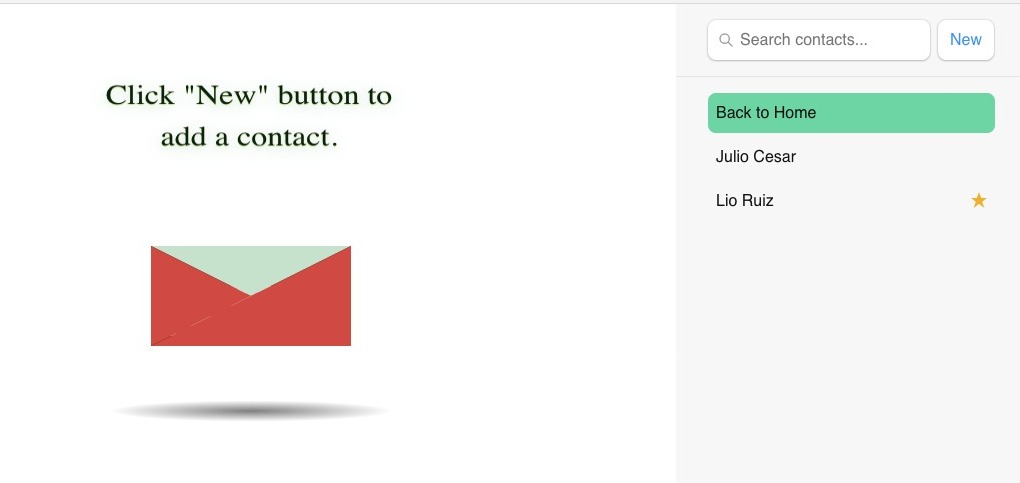 Click "New" button to
add a contact.
Search contacts...
New
Back to Home
Julio Cesar
Lio Ruiz